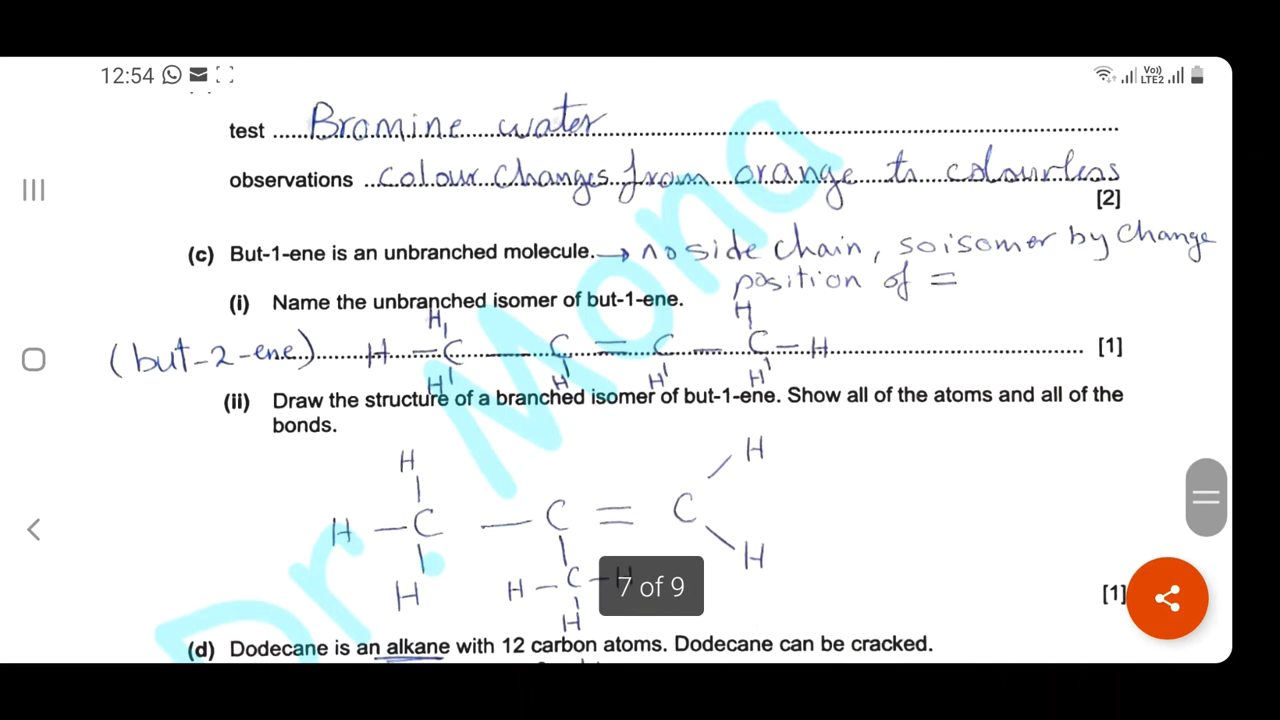 12:54 Vo) LTE2
test ...... Bromine water
observations ... colour changes from orange to colourless
[2]
(c) But-1-ene is an unbranched molecule. → no side chain, so isomer by change
position of =
(i) Name the unbranched isomer of but-1-ene.
H H
(but-2-ene) H – C — C = C – C – H [1]
H H H H
(ii) Draw the structure of a branched isomer of but-1-ene. Show all of the atoms and all of the
bonds.
H H
H – C — C = C
H H
H – C – H
H
7 of 9
[1]
(d) Dodecane is an alkane with 12 carbon atoms. Dodecane can be cracked.
Dr. Mona